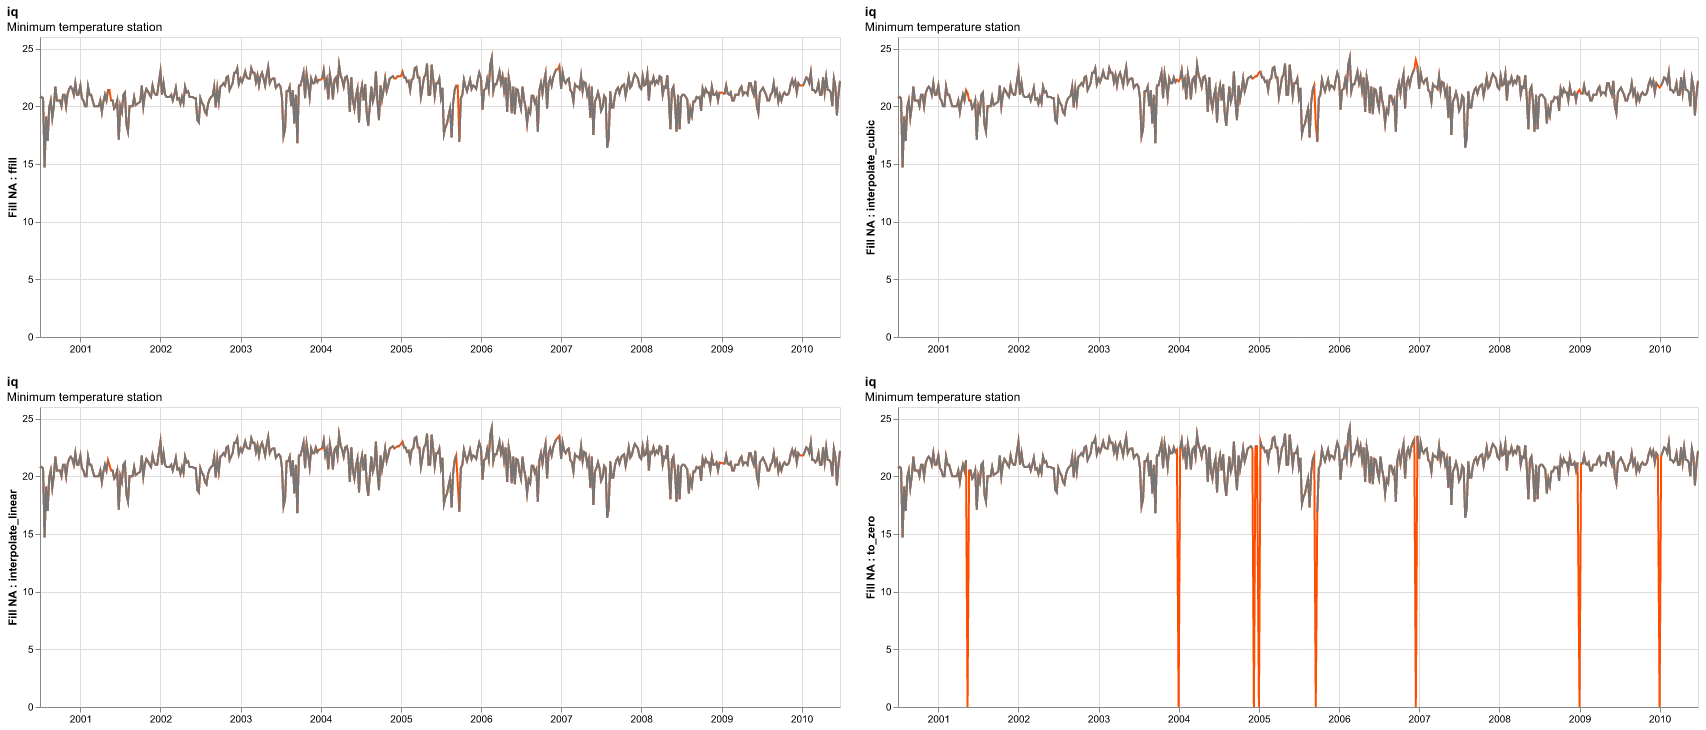 iq
Minimum temperature station
Fill NA : ffill
25
20
15
10
5
0
2001 2002 2003 2004 2005 2006 2007 2008 2009 2010
iq
Minimum temperature station
Fill NA : interpolate_cubic
25
20
15
10
5
0
2001 2002 2003 2004 2005 2006 2007 2008 2009 2010
iq
Minimum temperature station
Fill NA : interpolate_linear
25
20
15
10
5
0
2001 2002 2003 2004 2005 2006 2007 2008 2009 2010
iq
Minimum temperature station
Fill NA : to_zero
25
20
15
10
5
0
2001 2002 2003 2004 2005 2006 2007 2008 2009 2010